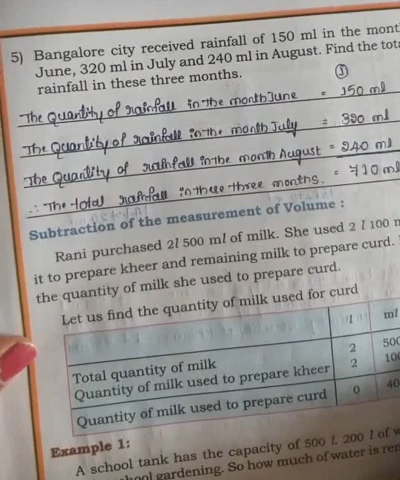 5) Bangalore city received rainfall of 150 ml in the
June, 320 ml in July and 240 ml in August. Find the
rainfall in these three months.
The Quantity of rainfall in the month June = 150 ml
The Quantity of rainfall in the month July = 320 ml
The Quantity of rainfall in the month August = 240 ml
∴ The total rainfall in these three months. = 710 ml
Subtraction of the measurement of Volume :
Rani purchased 2l 500 ml of milk. She used 2 l 100
it to prepare kheer and remaining milk to prepare curd.
the quantity of milk she used to prepare curd.
Let us find the quantity of milk used for curd
l ml
Total quantity of milk 2 500
Quantity of milk used to prepare kheer 2
Quantity of milk used to prepare curd 0
Example 1:
A school tank has the capacity of 500 l. 200 l of
gardening. So how much of water is